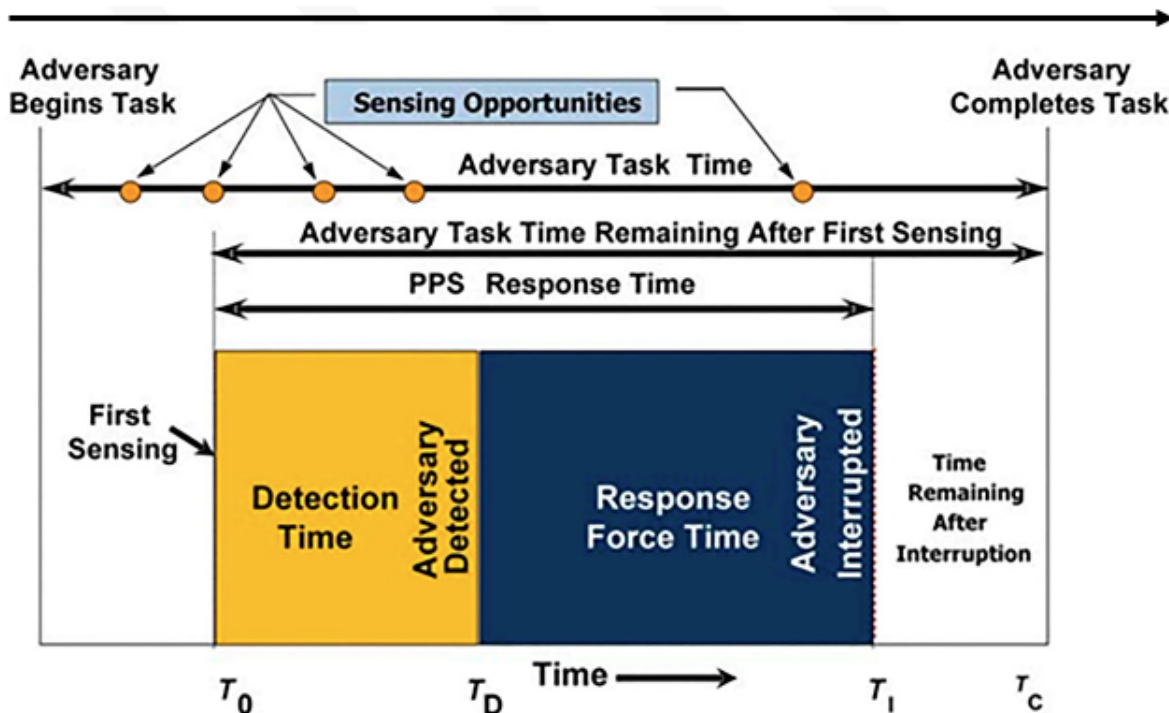 Adversary
Begins Task
Sensing Opportunities
Adversary
Completes Task
Adversary Task Time
Adversary Task Time Remaining After First Sensing
PPS Response Time
First
Sensing
Detection
Time
Adversary
Detected
Response
Force Time
Adversary
Interrupted
Time
Remaining
After
Interruption
T0
TD
Time
TI
TC